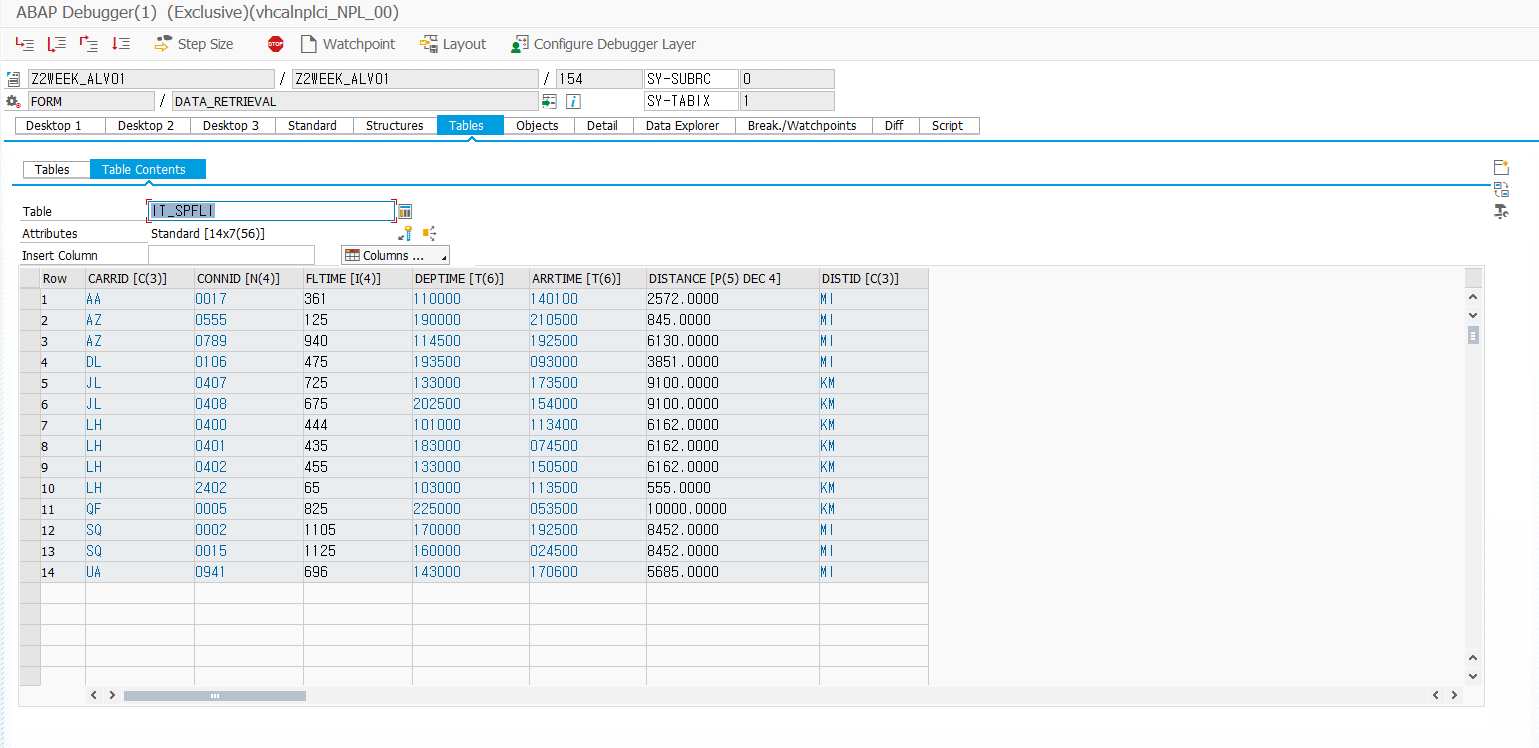 ABAP Debugger(1) (Exclusive)(vhcalnplci_NPL_00)
Step Size STOP Watchpoint Layout Configure Debugger Layer
Z2WEEK_ALV01 / Z2WEEK_ALV01 / 154 SY-SUBRC 0
FORM / DATA_RETRIEVAL SY-TABIX 1
Desktop 1 Desktop 2 Desktop 3 Standard Structures Tables Objects Detail Data Explorer Break./Watchpoints Diff Script
Tables Table Contents
Table IT_SPFLI
Attributes Standard [14x7(56)]
Insert Column Columns ...
Row CARRID [C(3)] CONNID [N(4)] FLTIME [I(4)] DEPTIME [T(6)] ARRTIME [T(6)] DISTANCE [P(5) DEC 4] DISTID [C(3)]
1 AA 0017 361 110000 140100 2572.0000 MI
2 AZ 0555 125 190000 210500 845.0000 MI
3 AZ 0789 940 114500 192500 6130.0000 MI
4 DL 0106 475 193500 093000 3851.0000 MI
5 JL 0407 725 133000 173500 9100.0000 KM
6 JL 0408 675 202500 154000 9100.0000 KM
7 LH 0400 444 101000 113400 6162.0000 KM
8 LH 0401 435 183000 074500 6162.0000 KM
9 LH 0402 455 133000 150500 6162.0000 KM
10 LH 2402 65 103000 113500 555.0000 KM
11 QF 0005 825 225000 053500 10000.0000 KM
12 SQ 0002 1105 170000 192500 8452.0000 MI
13 SQ 0015 1125 160000 024500 8452.0000 MI
14 UA 0941 696 143000 170600 5685.0000 MI